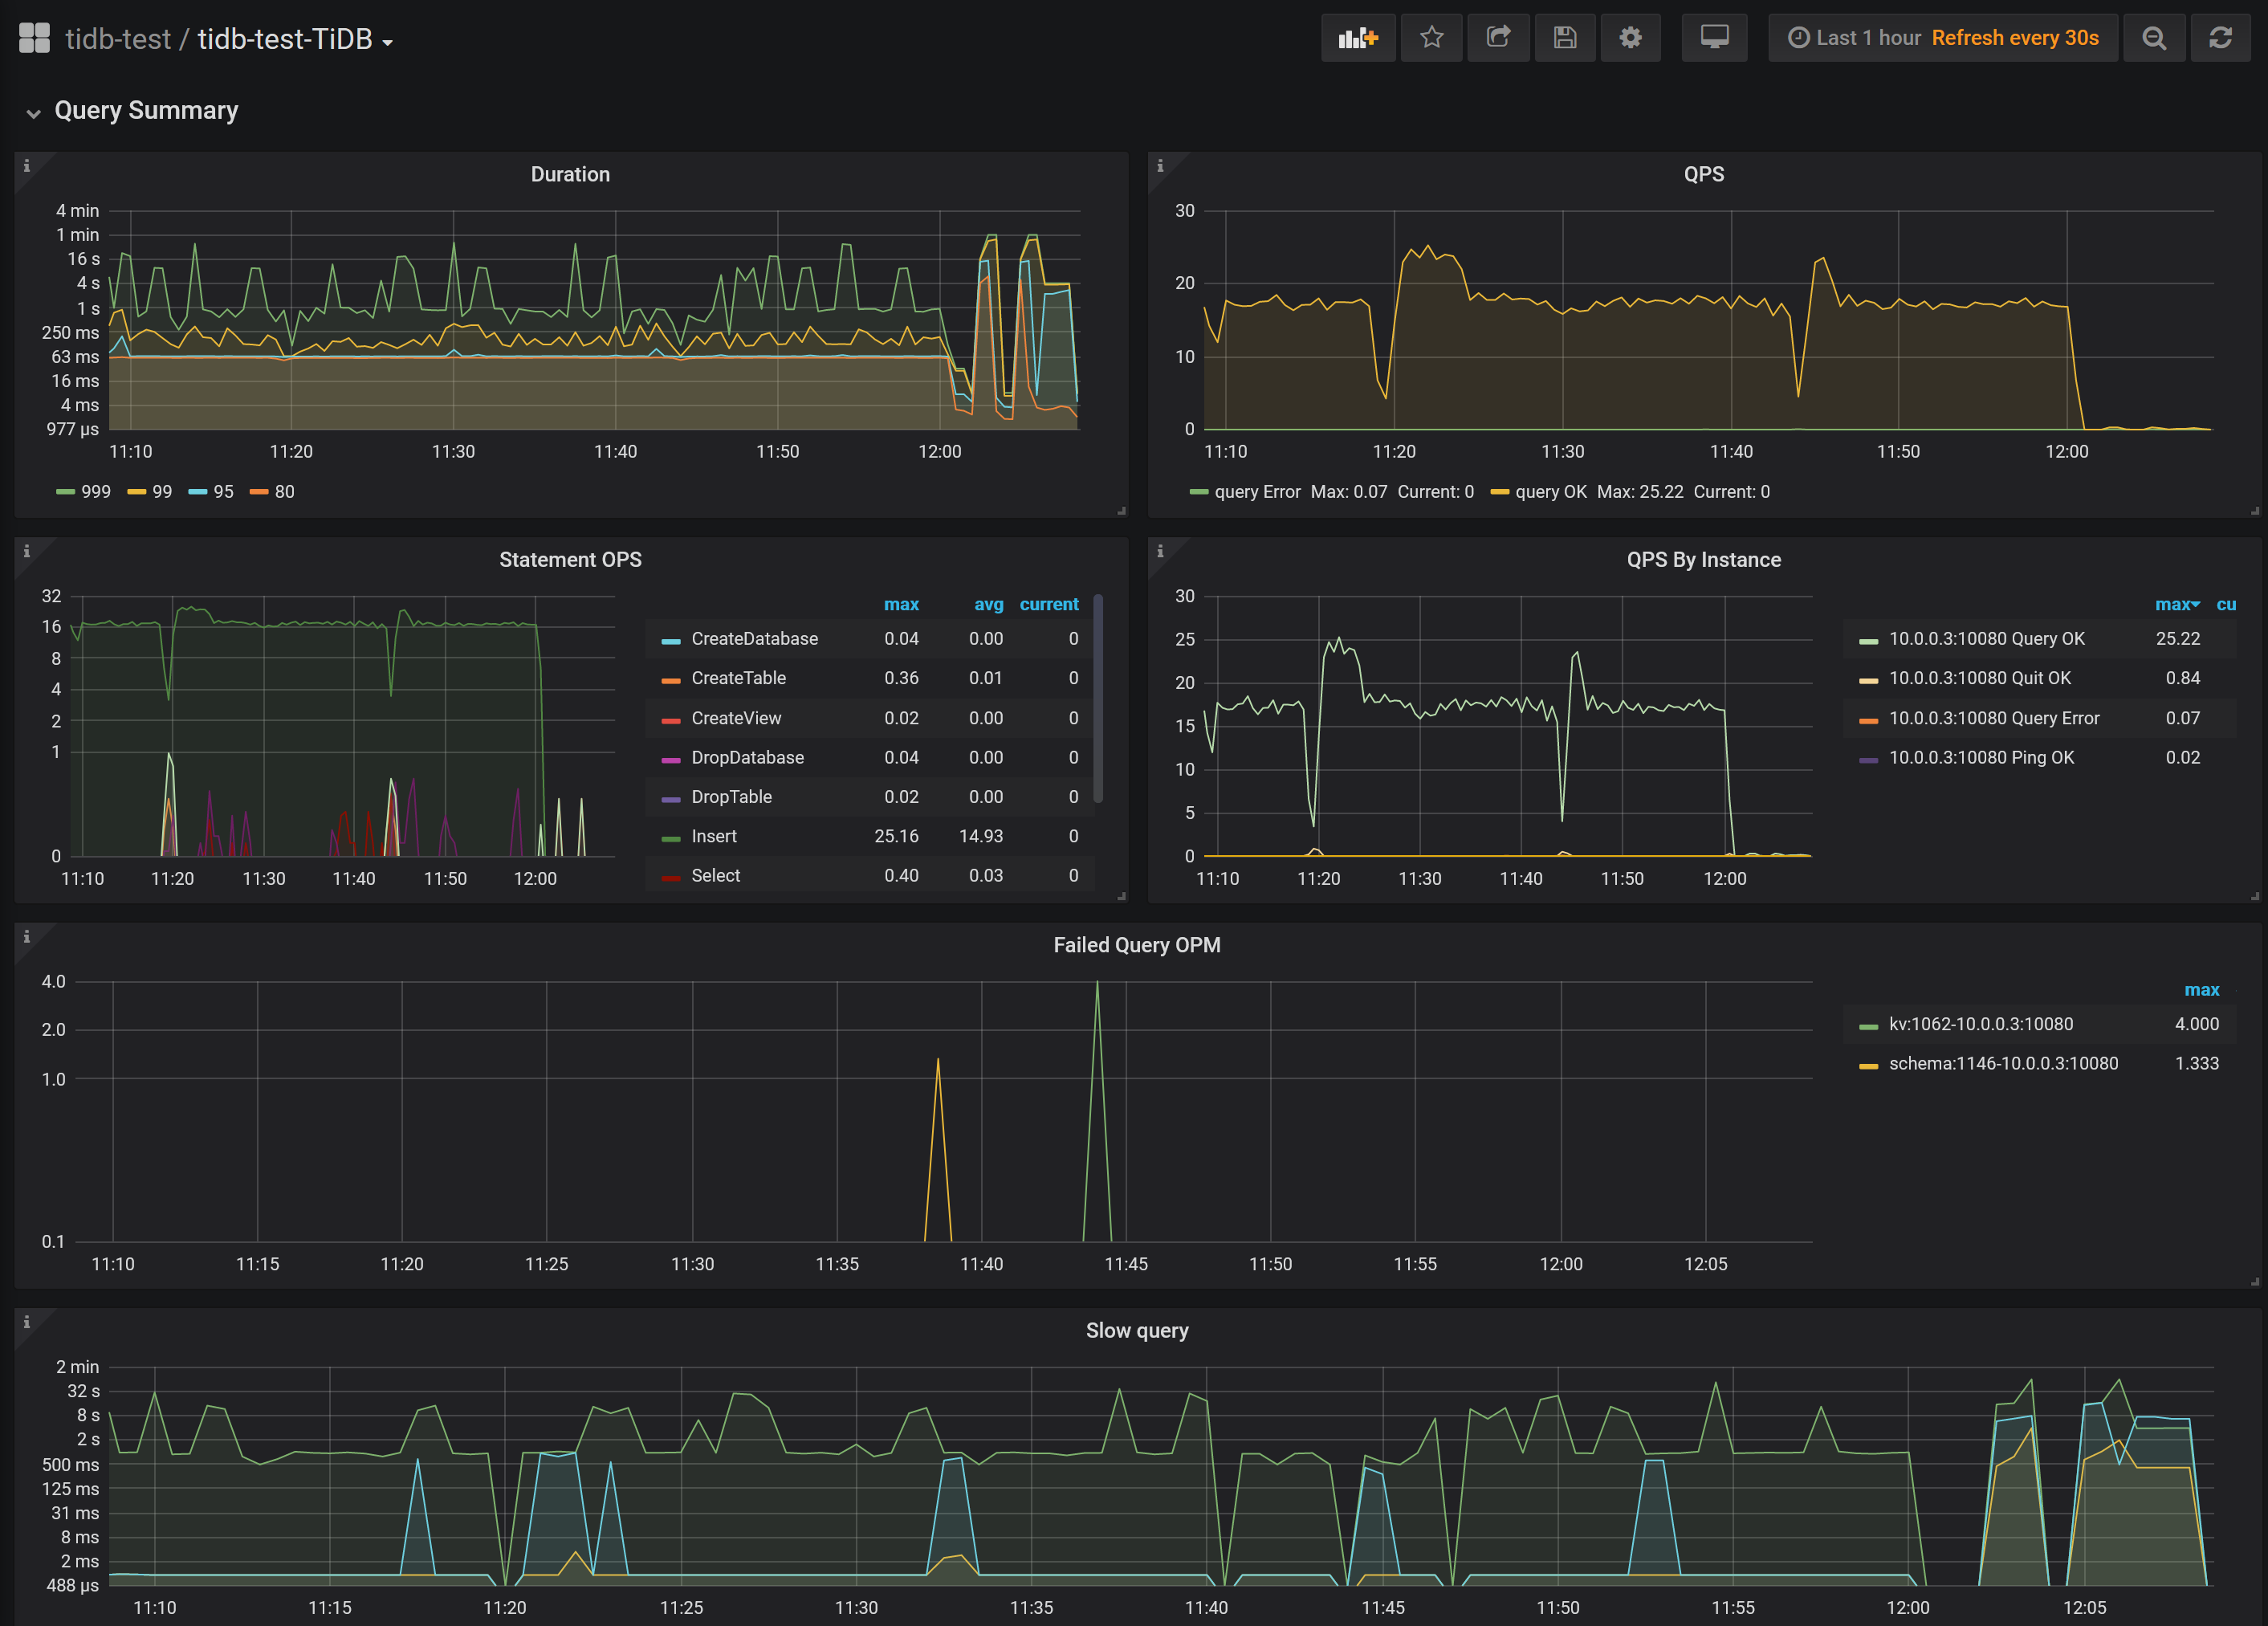 tidb-test / tidb-test-TiDB
Last 1 hour Refresh every 30s
Query Summary
Duration
4 min
1 min
16 s
4 s
1 s
250 ms
63 ms
16 ms
4 ms
977 µs
11:10 11:20 11:30 11:40 11:50 12:00
999 99 95 80
QPS
30
20
10
0
11:10 11:20 11:30 11:40 11:50 12:00
query Error Max: 0.07 Current: 0 query OK Max: 25.22 Current: 0
Statement OPS
32
16
8
4
2
1
0
11:10 11:20 11:30 11:40 11:50 12:00
max avg current
CreateDatabase 0.04 0.00 0
CreateTable 0.36 0.01 0
CreateView 0.02 0.00 0
DropDatabase 0.04 0.00 0
DropTable 0.02 0.00 0
Insert 25.16 14.93 0
Select 0.40 0.03 0
QPS By Instance
30
25
20
15
10
5
0
11:10 11:20 11:30 11:40 11:50 12:00
max cu
10.0.0.3:10080 Query OK 25.22
10.0.0.3:10080 Quit OK 0.84
10.0.0.3:10080 Query Error 0.07
10.0.0.3:10080 Ping OK 0.02
Failed Query OPM
4.0
2.0
1.0
0.1
11:10 11:15 11:20 11:25 11:30 11:35 11:40 11:45 11:50 11:55 12:00 12:05
max
kv:1062-10.0.0.3:10080 4.000
schema:1146-10.0.0.3:10080 1.333
Slow query
2 min
32 s
8 s
2 s
500 ms
125 ms
31 ms
8 ms
2 ms
488 µs
11:10 11:15 11:20 11:25 11:30 11:35 11:40 11:45 11:50 11:55 12:00 12:05